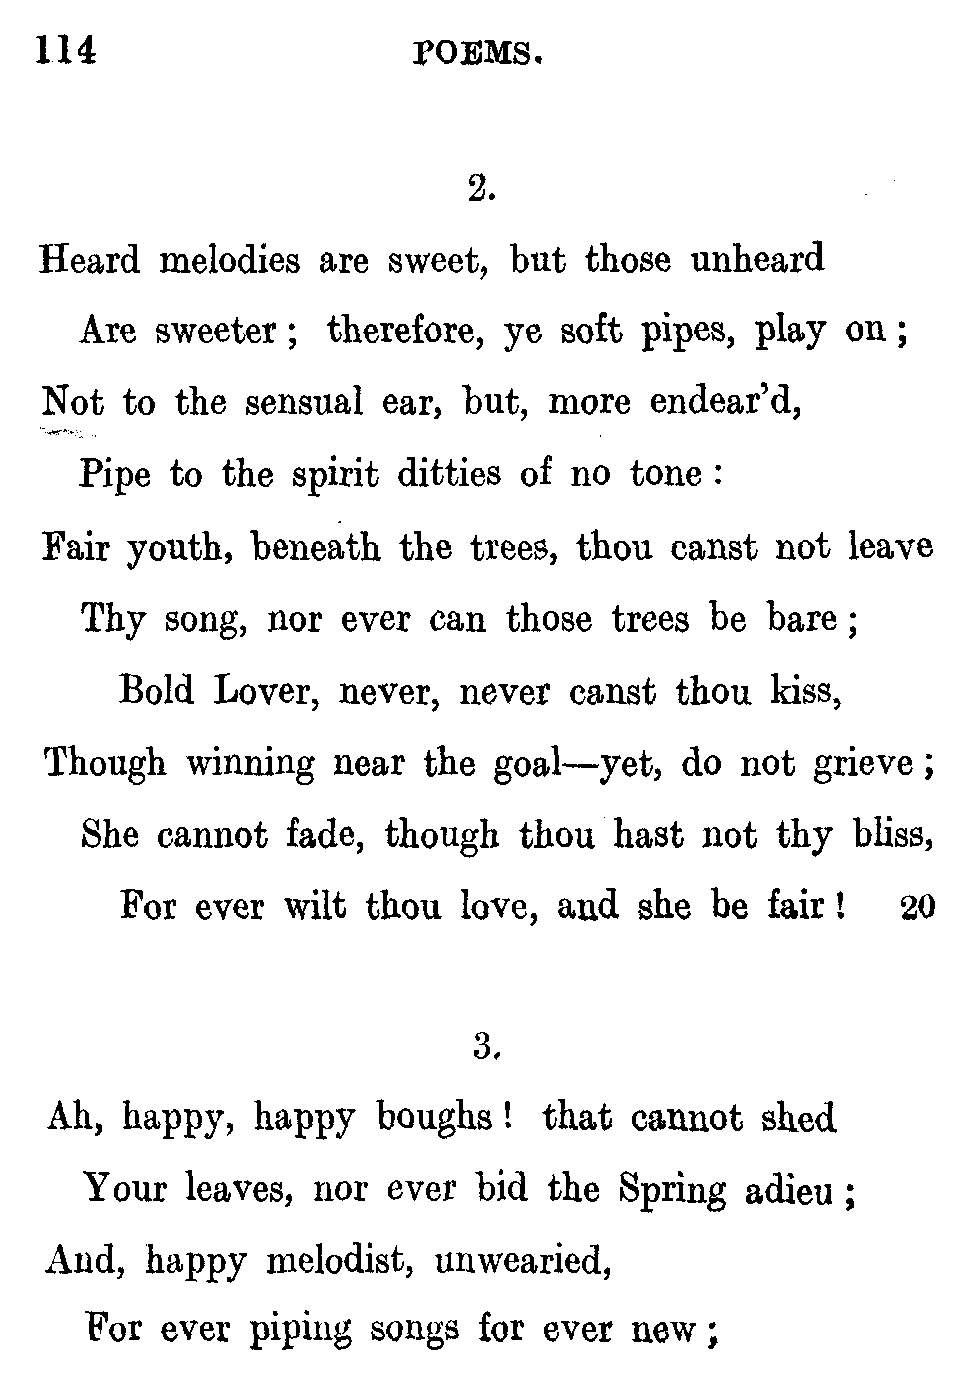 114 POEMS.
2.
Heard melodies are sweet, but those unheard
Are sweeter; therefore, ye soft pipes, play on;
Not to the sensual ear, but, more endear'd,
Pipe to the spirit ditties of no tone:
Fair youth, beneath the trees, thou canst not leave
Thy song, nor ever can those trees be bare;
Bold Lover, never, never canst thou kiss,
Though winning near the goal—yet, do not grieve;
She cannot fade, though thou hast not thy bliss,
For ever wilt thou love, and she be fair! 20
3.
Ah, happy, happy boughs! that cannot shed
Your leaves, nor ever bid the Spring adieu;
And, happy melodist, unwearied,
For ever piping songs for ever new;